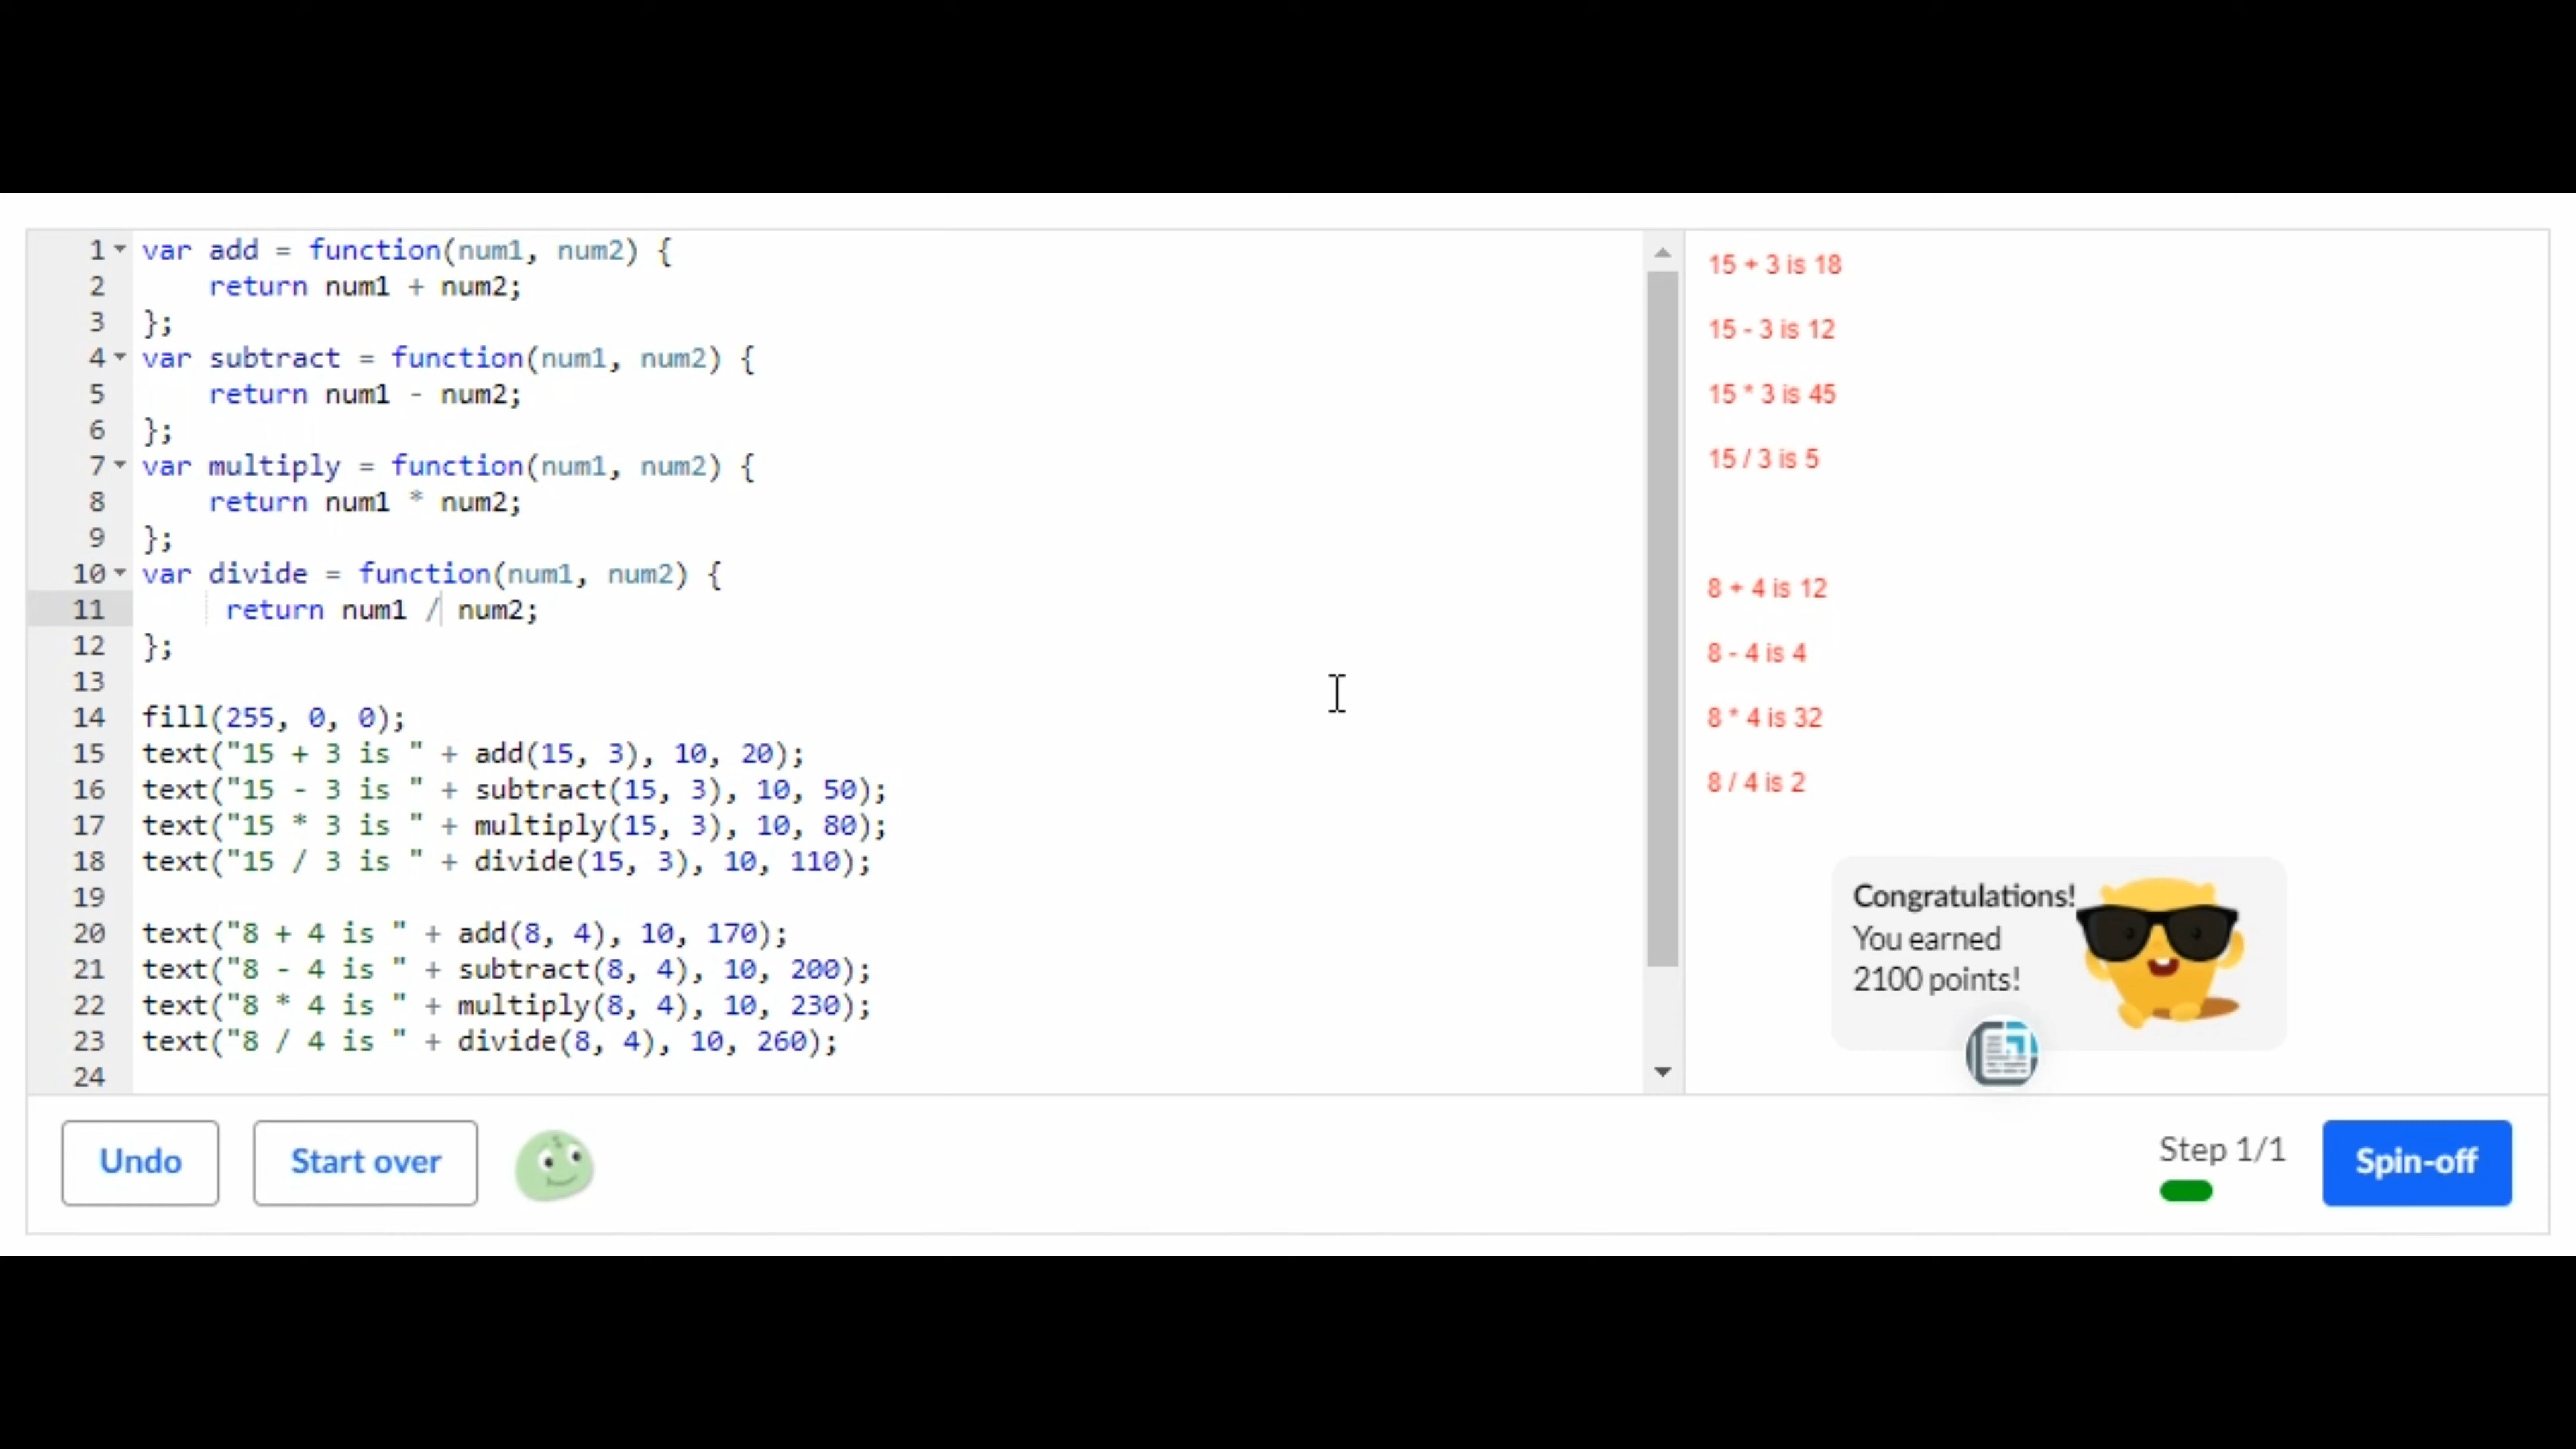 1 var add = function(num1, num2) {
2 return num1 + num2;
3 };
4 var subtract = function(num1, num2) {
5 return num1 - num2;
6 };
7 var multiply = function(num1, num2) {
8 return num1 * num2;
9 };
10 var divide = function(num1, num2) {
11 return num1 / num2;
12 };
13
14 fill(255, 0, 0);
15 text("15 + 3 is " + add(15, 3), 10, 20);
16 text("15 - 3 is " + subtract(15, 3), 10, 50);
17 text("15 * 3 is " + multiply(15, 3), 10, 80);
18 text("15 / 3 is " + divide(15, 3), 10, 110);
19
20 text("8 + 4 is " + add(8, 4), 10, 170);
21 text("8 - 4 is " + subtract(8, 4), 10, 200);
22 text("8 * 4 is " + multiply(8, 4), 10, 230);
23 text("8 / 4 is " + divide(8, 4), 10, 260);
24
15 + 3 is 18
15 - 3 is 12
15 * 3 is 45
15 / 3 is 5
8 + 4 is 12
8 - 4 is 4
8 * 4 is 32
8 / 4 is 2
Congratulations!
You earned
2100 points!
Undo
Start over
Step 1/1
Spin-off